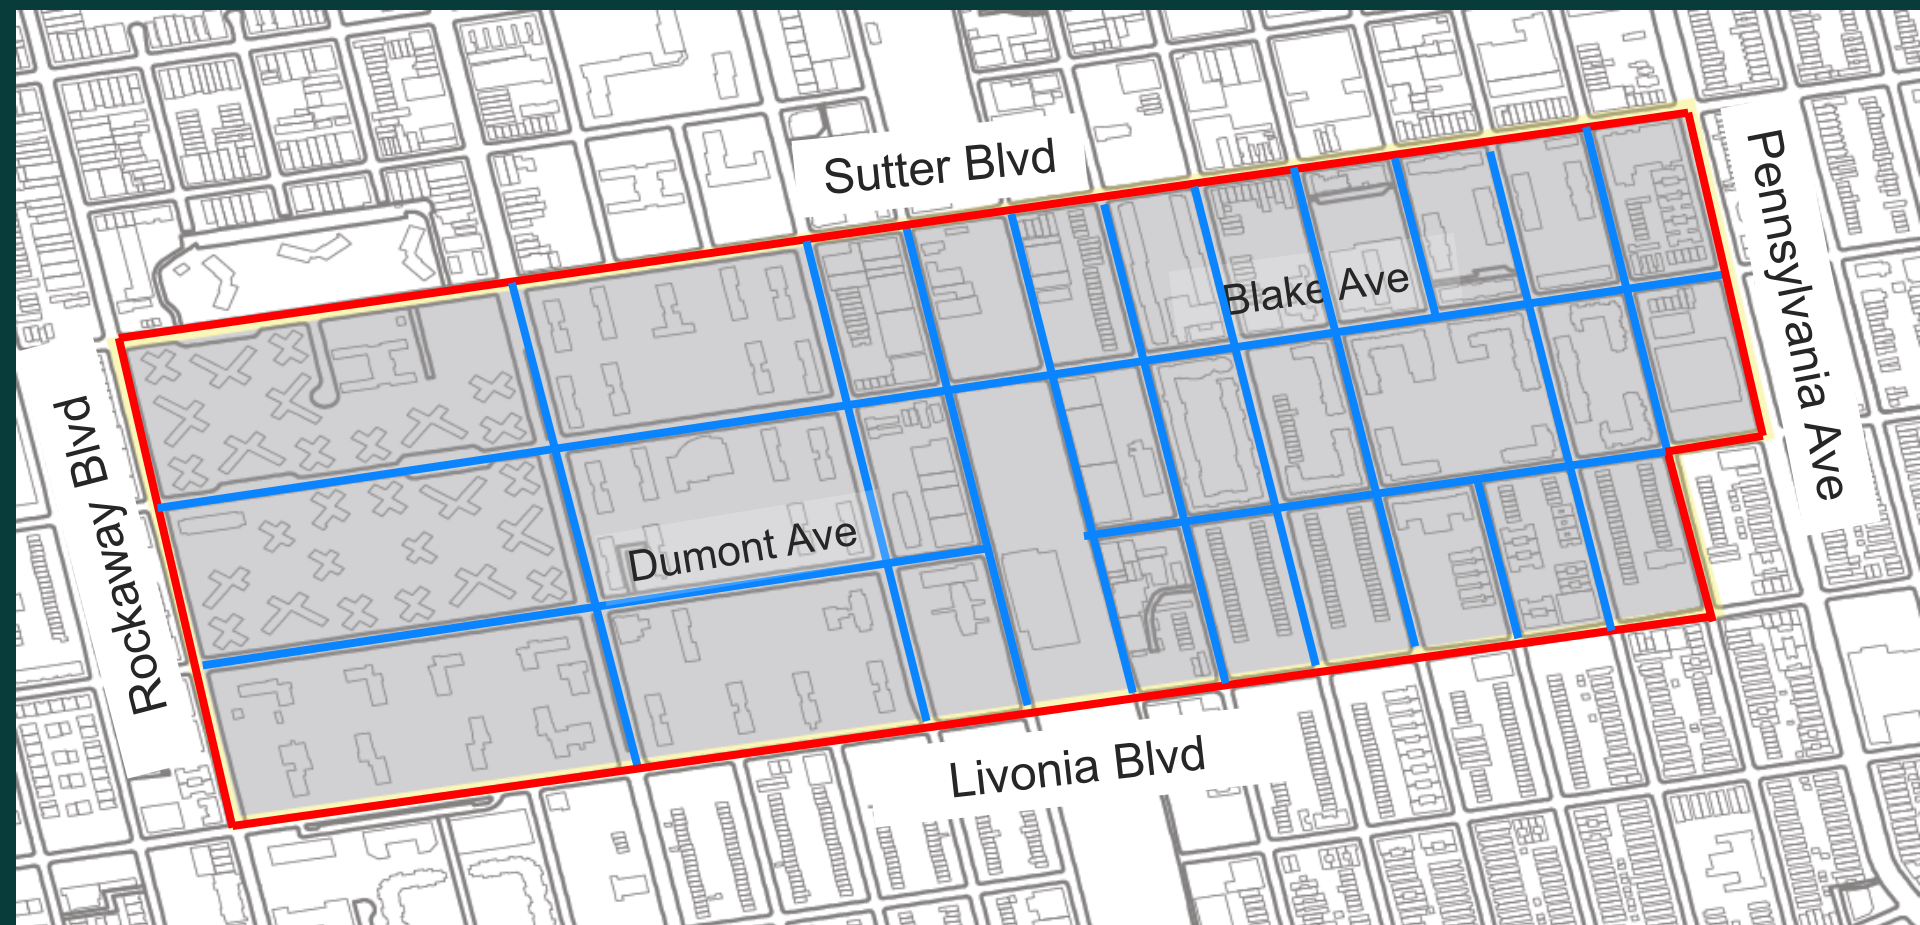 Sutter Blvd
Pennsylvania Ave
Blake Ave
Rockaway Blvd
Dumont Ave
Livonia Blvd